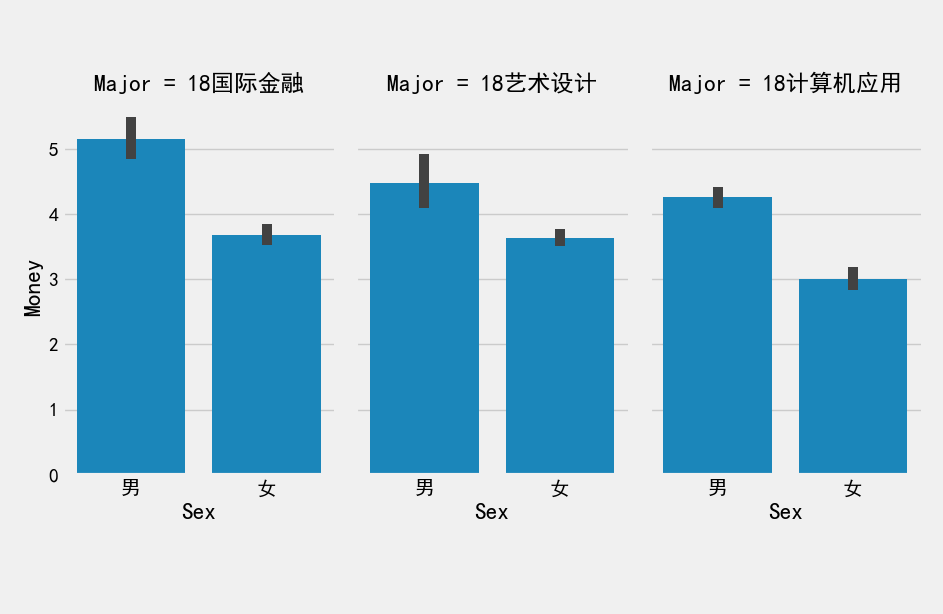 Major = 18国际金融
Major = 18艺术设计
Major = 18计算机应用
Money
5
4
3
2
1
0
男
女
男
女
男
女
Sex
Sex
Sex